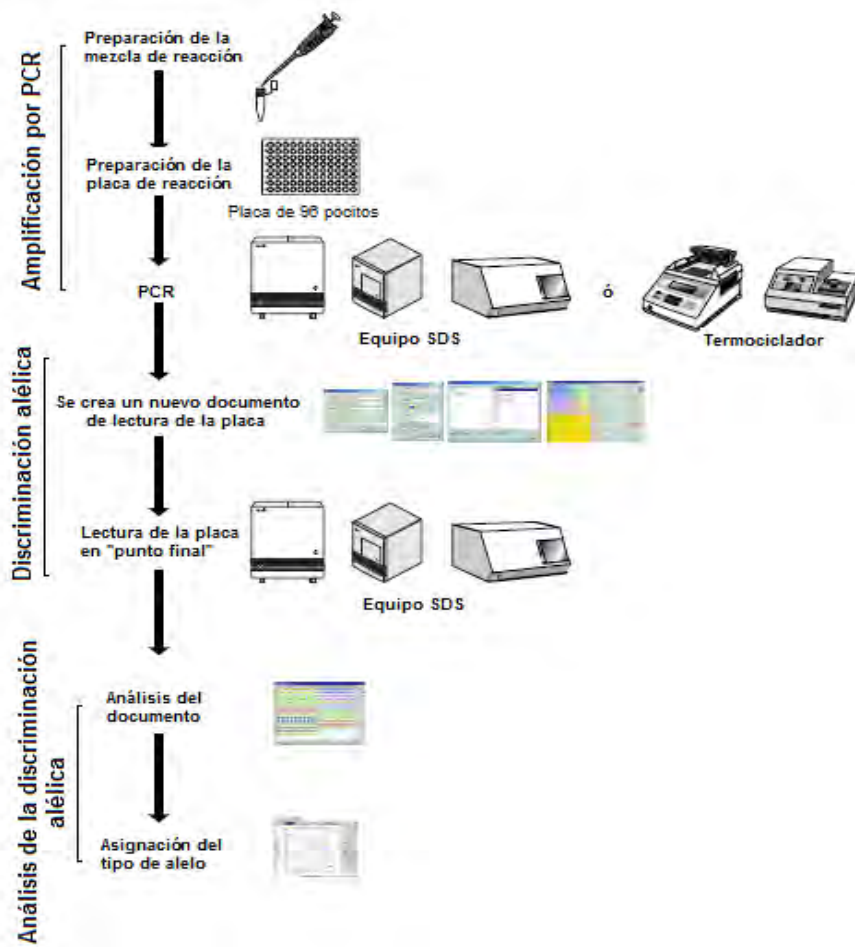 Amplificación por PCR
Preparación de la
mezcla de reacción
Preparación de la
placa de reacción
Placa de 96 pocitos
PCR
ó
Equipo SDS
Termociclador
Discriminación alélica
Se crea un nuevo documento
de lectura de la placa
Lectura de la placa
en "punto final"
Equipo SDS
Análisis de la discriminación
alélica
Análisis del
documento
Asignación del
tipo de alelo